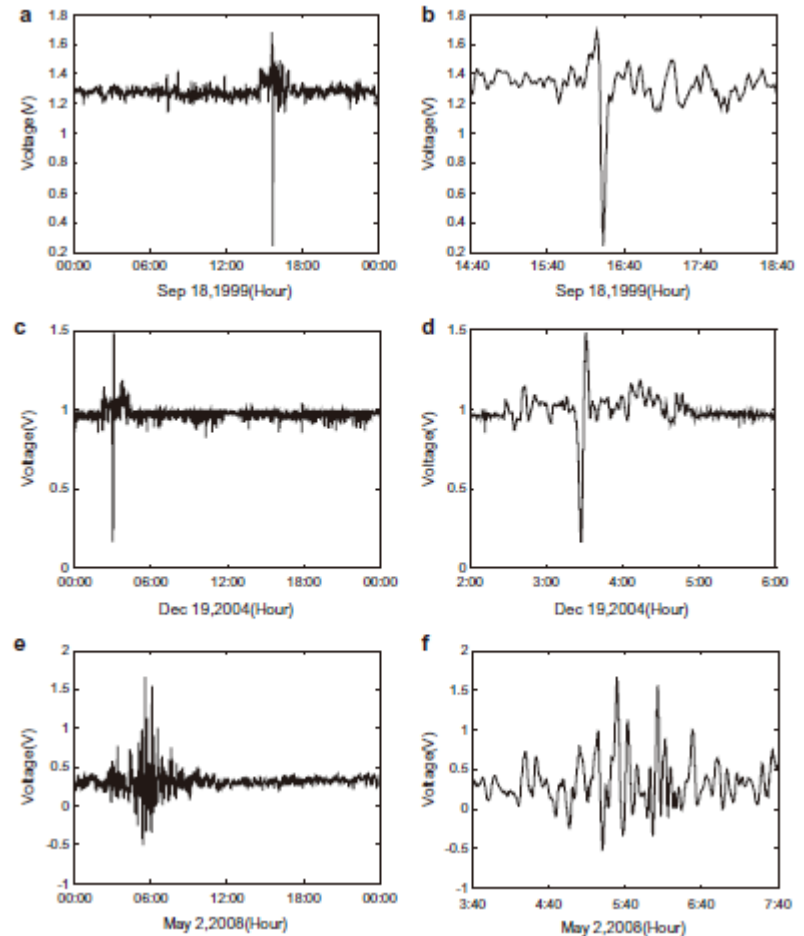 a
1.8
1.6
1.4
1.2
1
0.8
0.6
0.4
0.2
Voltage(V)
00:00 06:00 12:00 18:00 00:00
Sep 18,1999(Hour)
b
1.8
1.6
1.4
1.2
1
0.8
0.6
0.4
0.2
Voltage(V)
14:40 15:40 16:40 17:40 18:40
Sep 18,1999(Hour)
c
1.5
1
0.5
0
Voltage(V)
00:00 06:00 12:00 18:00 00:00
Dec 19,2004(Hour)
d
1.5
1
0.5
0
Voltage(V)
2:00 3:00 4:00 5:00 6:00
Dec 19,2004(Hour)
e
2
1.5
1
0.5
0
-0.5
-1
Voltage(V)
00:00 06:00 12:00 18:00 00:00
May 2,2008(Hour)
f
2
1.5
1
0.5
0
-0.5
-1
Voltage(V)
3:40 4:40 5:40 6:40 7:40
May 2,2008(Hour)